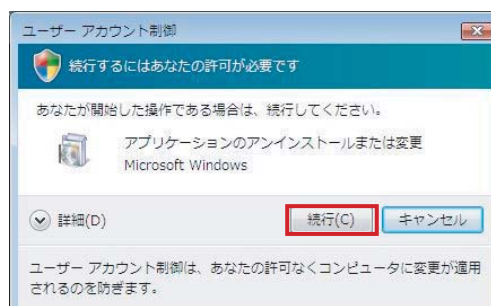 ユーザー アカウント制御
続行するにはあなたの許可が必要です
あなたが開始した操作である場合は、続行してください。
アプリケーションのアンインストールまたは変更
Microsoft Windows
詳細(D)
続行(C)
キャンセル
ユーザー アカウント制御は、あなたの許可なくコンピュータに変更が適用
されるのを防ぎます。